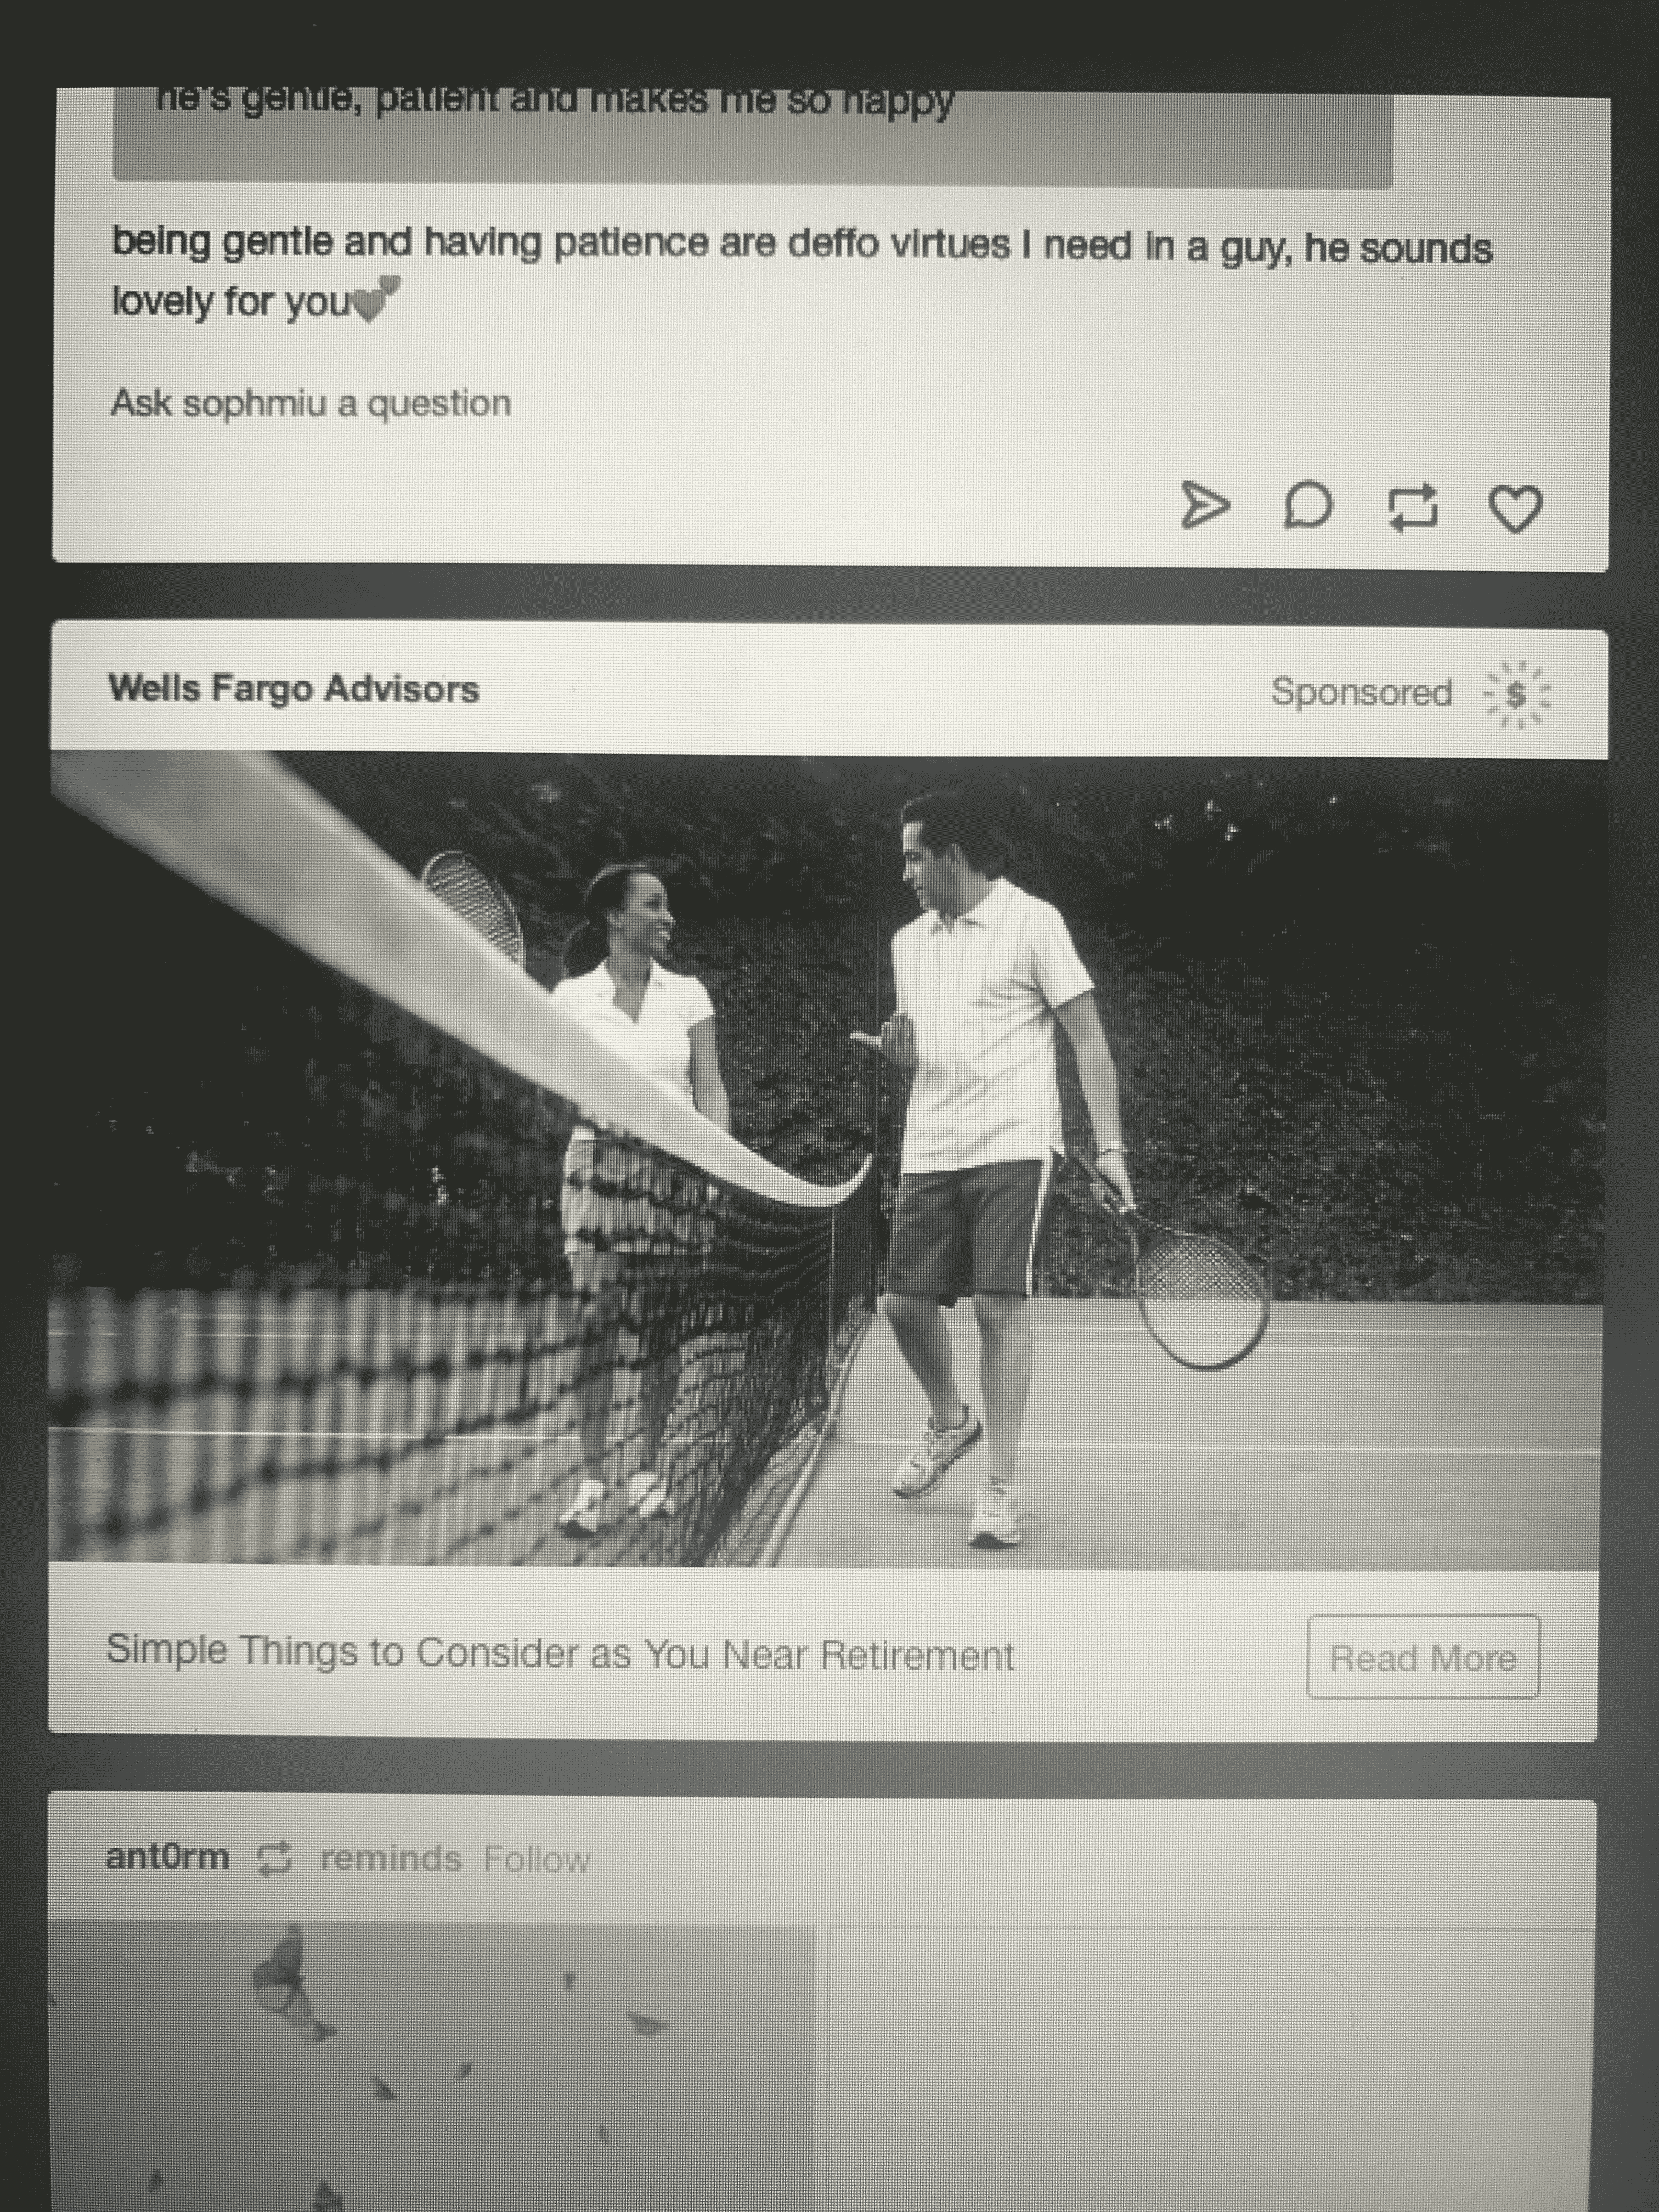 he's gentle, patient and makes me so happy
being gentle and having patience are deffo virtues I need in a guy, he sounds
lovely for you💕
Ask sophmiu a question
Wells Fargo Advisors
Sponsored
$
Simple Things to Consider as You Near Retirement
Read More
ant0rm reminds Follow